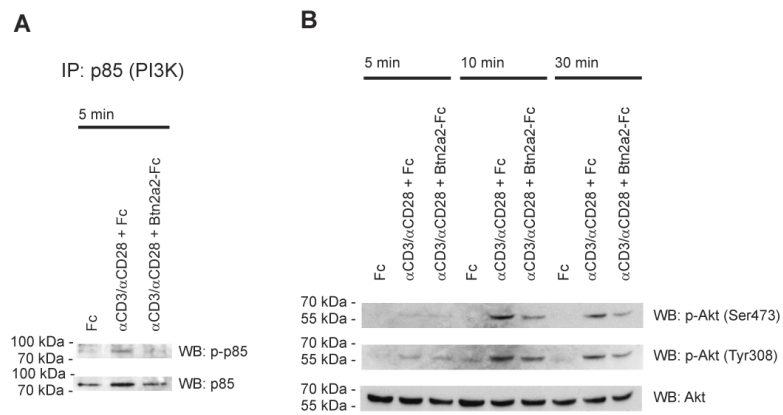 A
IP: p85 (PI3K)
5 min
Fc
αCD3/αCD28 + Fc
αCD3/αCD28 + Btn2a2-Fc
100 kDa -
70 kDa -
WB: p-p85
100 kDa -
70 kDa -
WB: p85
B
5 min
10 min
30 min
Fc
αCD3/αCD28 + Fc
αCD3/αCD28 + Btn2a2-Fc
Fc
αCD3/αCD28 + Fc
αCD3/αCD28 + Btn2a2-Fc
Fc
αCD3/αCD28 + Fc
αCD3/αCD28 + Btn2a2-Fc
70 kDa -
55 kDa -
WB: p-Akt (Ser473)
70 kDa -
55 kDa -
WB: p-Akt (Tyr308)
70 kDa -
55 kDa -
WB: Akt